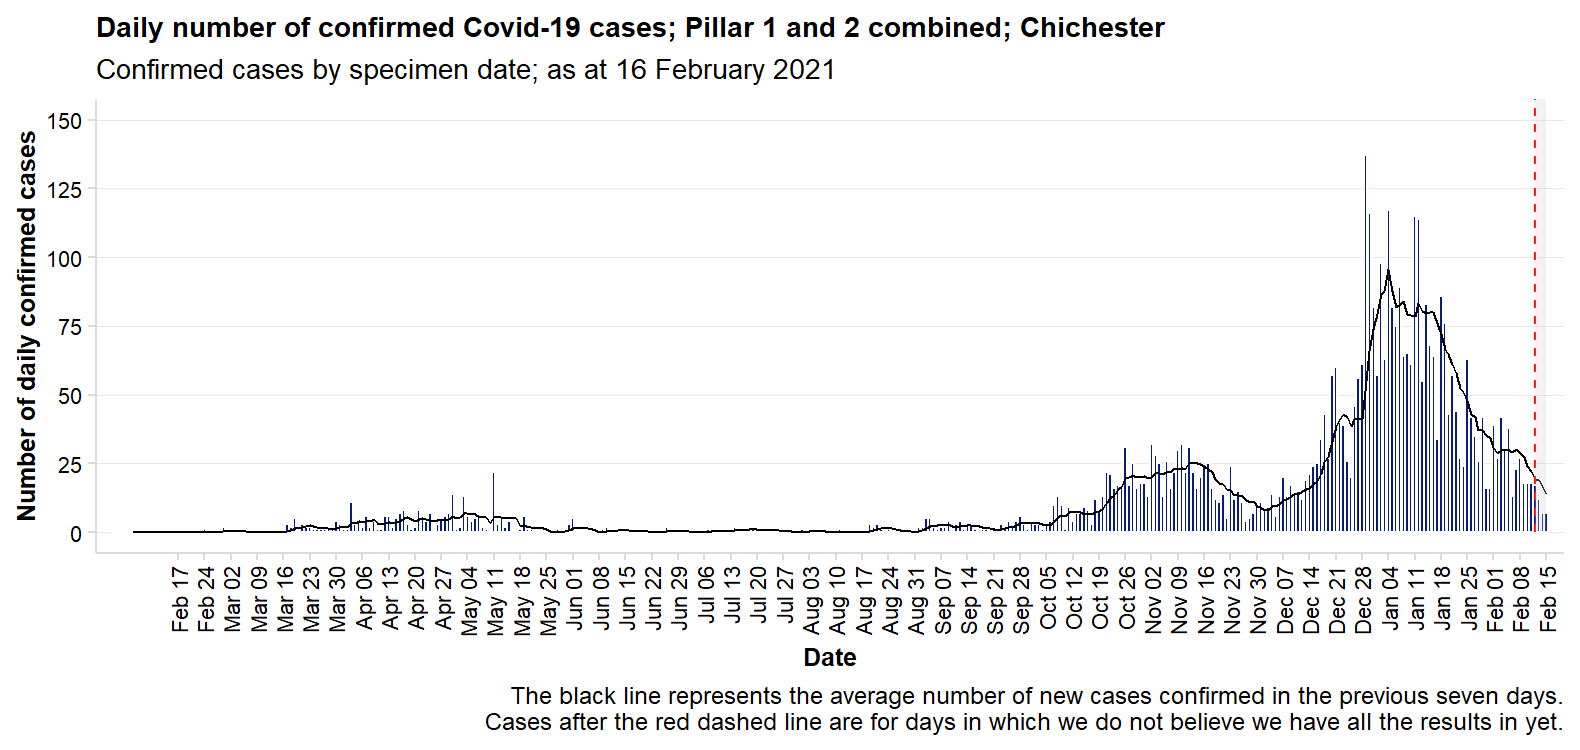 Daily number of confirmed Covid-19 cases; Pillar 1 and 2 combined; Chichester
Confirmed cases by specimen date; as at 16 February 2021
Number of daily confirmed cases
150
125
100
75
50
25
0
Feb 17
Feb 24
Mar 02
Mar 09
Mar 16
Mar 23
Mar 30
Apr 06
Apr 13
Apr 20
Apr 27
May 04
May 11
May 18
May 25
Jun 01
Jun 08
Jun 15
Jun 22
Jun 29
Jul 06
Jul 13
Jul 20
Jul 27
Aug 03
Aug 10
Aug 17
Aug 24
Aug 31
Sep 07
Sep 14
Sep 21
Sep 28
Oct 05
Oct 12
Oct 19
Oct 26
Nov 02
Nov 09
Nov 16
Nov 23
Nov 30
Dec 07
Dec 14
Dec 21
Dec 28
Jan 04
Jan 11
Jan 18
Jan 25
Feb 01
Feb 08
Feb 15
Date
The black line represents the average number of new cases confirmed in the previous seven days.
Cases after the red dashed line are for days in which we do not believe we have all the results in yet.